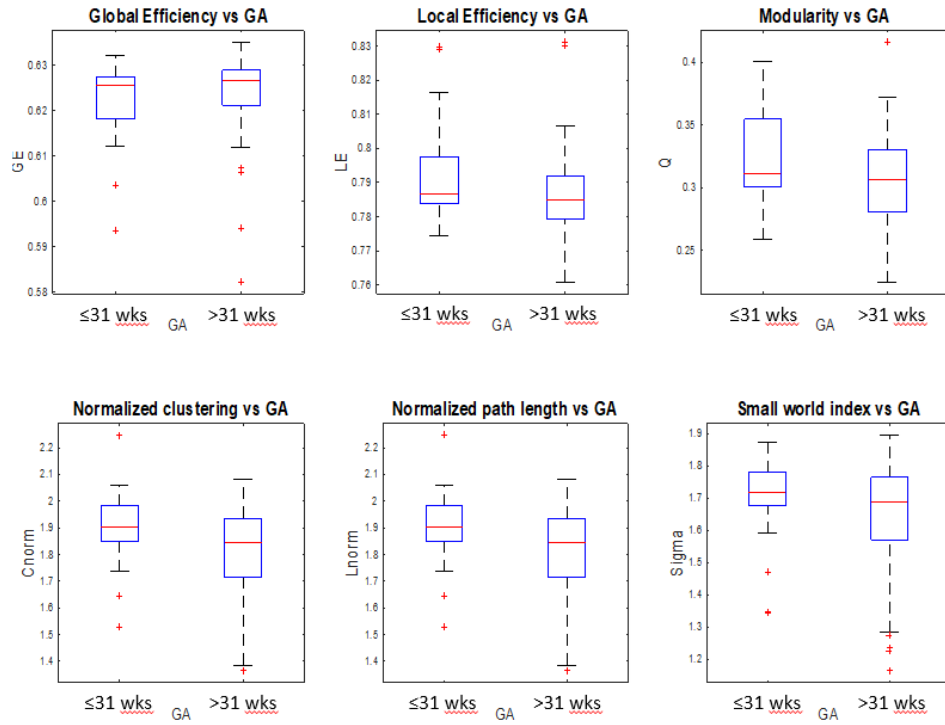 Global Efficiency vs GA
GE
0.63
0.62
0.61
0.6
0.59
0.58
≤31 wks GA >31 wks
Local Efficiency vs GA
LE
0.83
0.82
0.81
0.8
0.79
0.78
0.77
0.76
≤31 wks GA >31 wks
Modularity vs GA
Q
0.4
0.35
0.3
0.25
≤31 wks GA >31 wks
Normalized clustering vs GA
Cnorm
2.2
2.1
2
1.9
1.8
1.7
1.6
1.5
1.4
≤31 wks GA >31 wks
Normalized path length vs GA
Lnorm
2.2
2.1
2
1.9
1.8
1.7
1.6
1.5
1.4
≤31 wks GA >31 wks
Small world index vs GA
Sigma
1.9
1.8
1.7
1.6
1.5
1.4
1.3
1.2
≤31 wks GA >31 wks